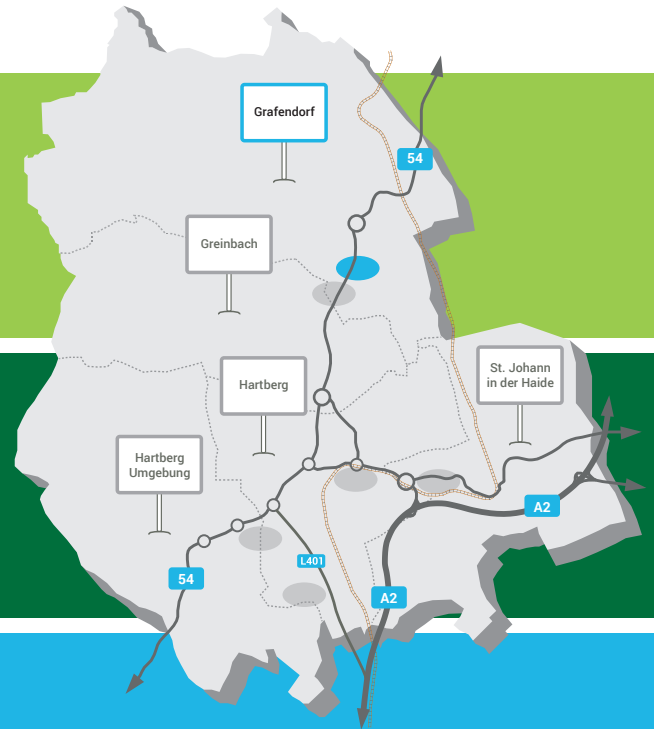 Grafendorf
54
Greinbach
St. Johann
in der Haide
Hartberg
Hartberg
Umgebung
A2
L401
54
A2